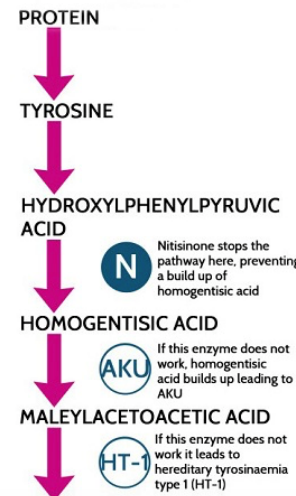 PROTEIN
TYROSINE
HYDROXYLPHENYLPYRUVIC
ACID
N
Nitisinone stops the
pathway here, preventing
a build up of
homogentisic acid
HOMOGENTISIC ACID
AKU
If this enzyme does not
work, homogentisic
acid builds up leading to
AKU
MALEYLACETOACETIC ACID
HT-1
If this enzyme does not
work it leads to
hereditary tyrosinaemia
type 1 (HT-1)